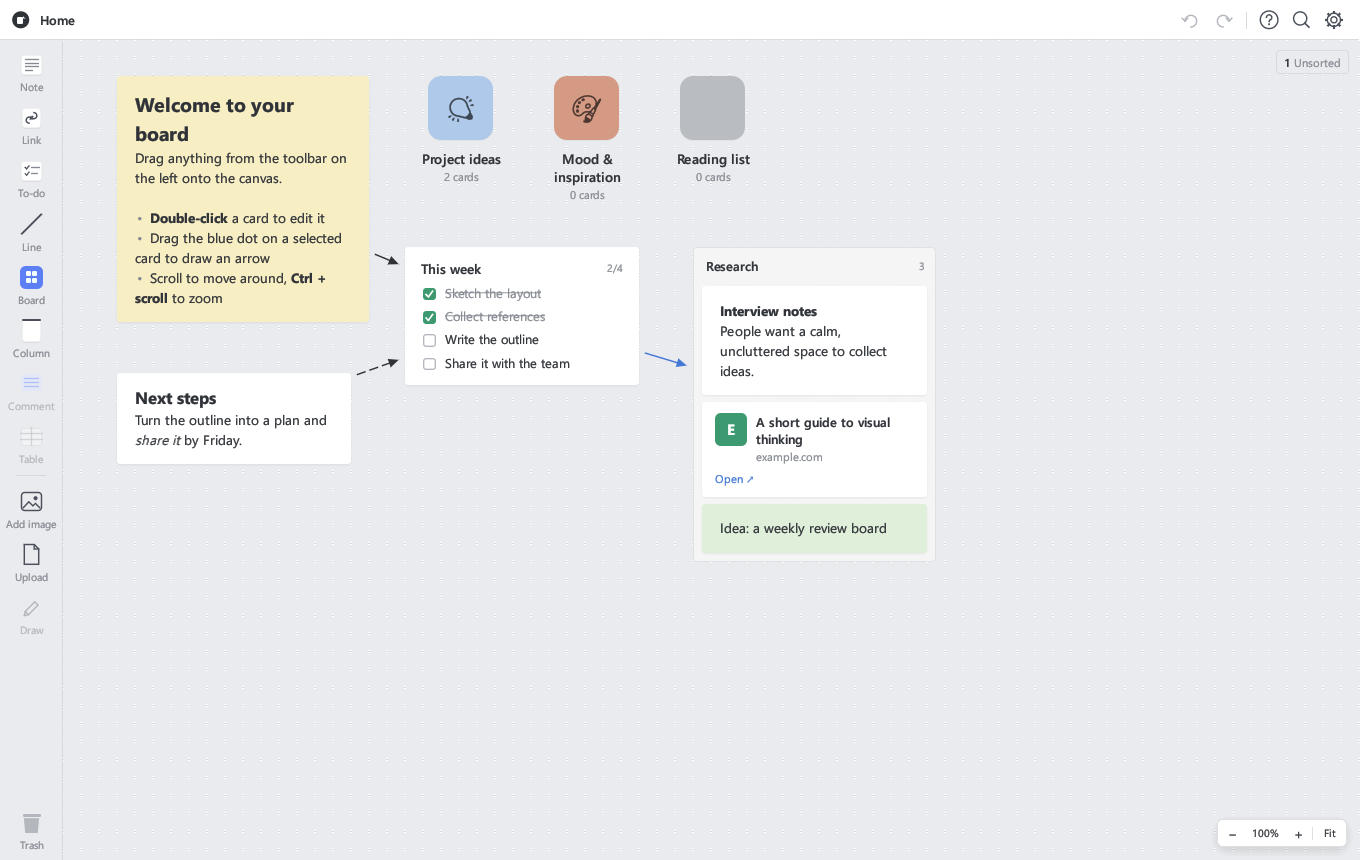 Home
1 Unsorted
Note
Link
To-do
Line
Board
Column
Comment
Table
Add image
Upload
Draw
Trash
Welcome to your
board
Drag anything from the toolbar on
the left onto the canvas.
• Double-click a card to edit it
• Drag the blue dot on a selected
card to draw an arrow
• Scroll to move around, Ctrl +
scroll to zoom
Project ideas
2 cards
Mood &
inspiration
0 cards
Reading list
0 cards
This week 2/4
Sketch the layout
Collect references
Write the outline
Share it with the team
Next steps
Turn the outline into a plan and
share it by Friday.
Research 3
Interview notes
People want a calm,
uncluttered space to collect
ideas.
E
A short guide to visual
thinking
example.com
Open ↗
Idea: a weekly review board
− 100% + Fit